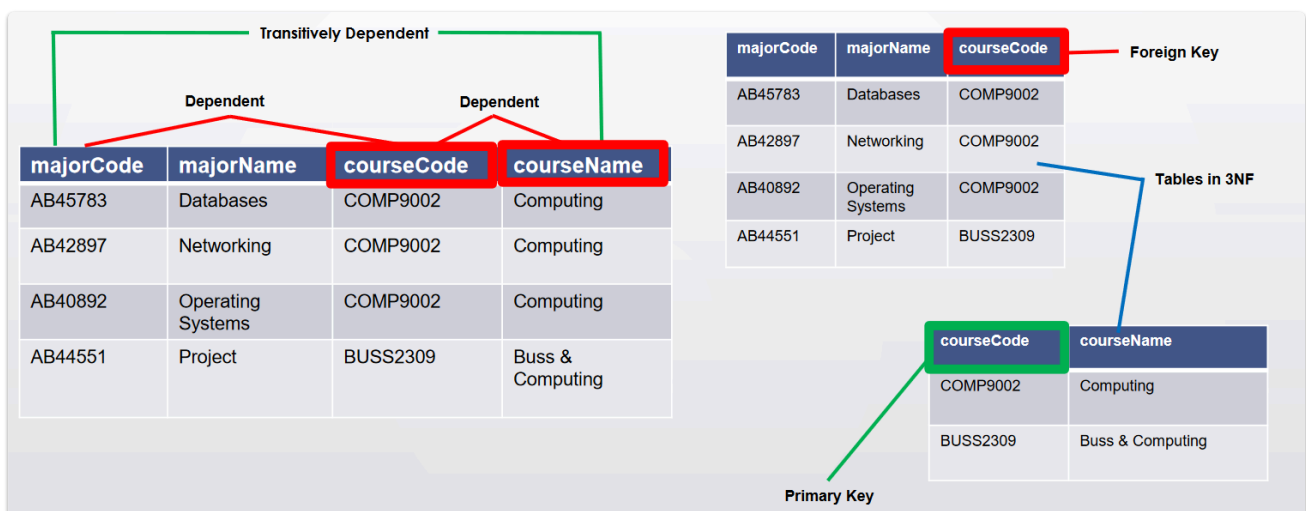 Transitively Dependent
Dependent
Dependent
majorCode majorName courseCode courseName
AB45783 Databases COMP9002 Computing
AB42897 Networking COMP9002 Computing
AB40892 Operating COMP9002 Computing
Systems
AB44551 Project BUSS2309 Buss &
Computing
majorCode majorName courseCode
Foreign Key
AB45783 Databases COMP9002
AB42897 Networking COMP9002
AB40892 Operating COMP9002
Systems
AB44551 Project BUSS2309
Tables in 3NF
courseCode courseName
COMP9002 Computing
BUSS2309 Buss & Computing
Primary Key